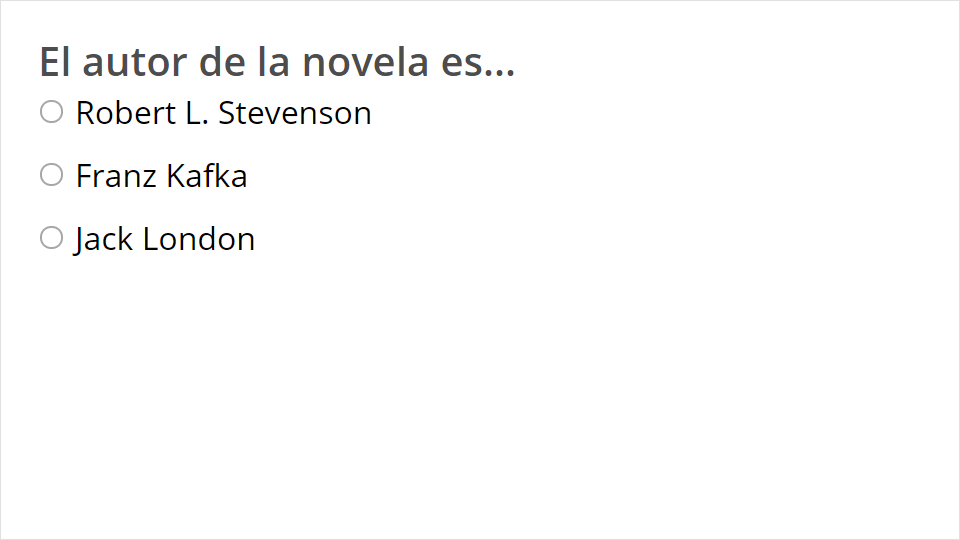 El autor de la novela es...
Robert L. Stevenson
Franz Kafka
Jack London